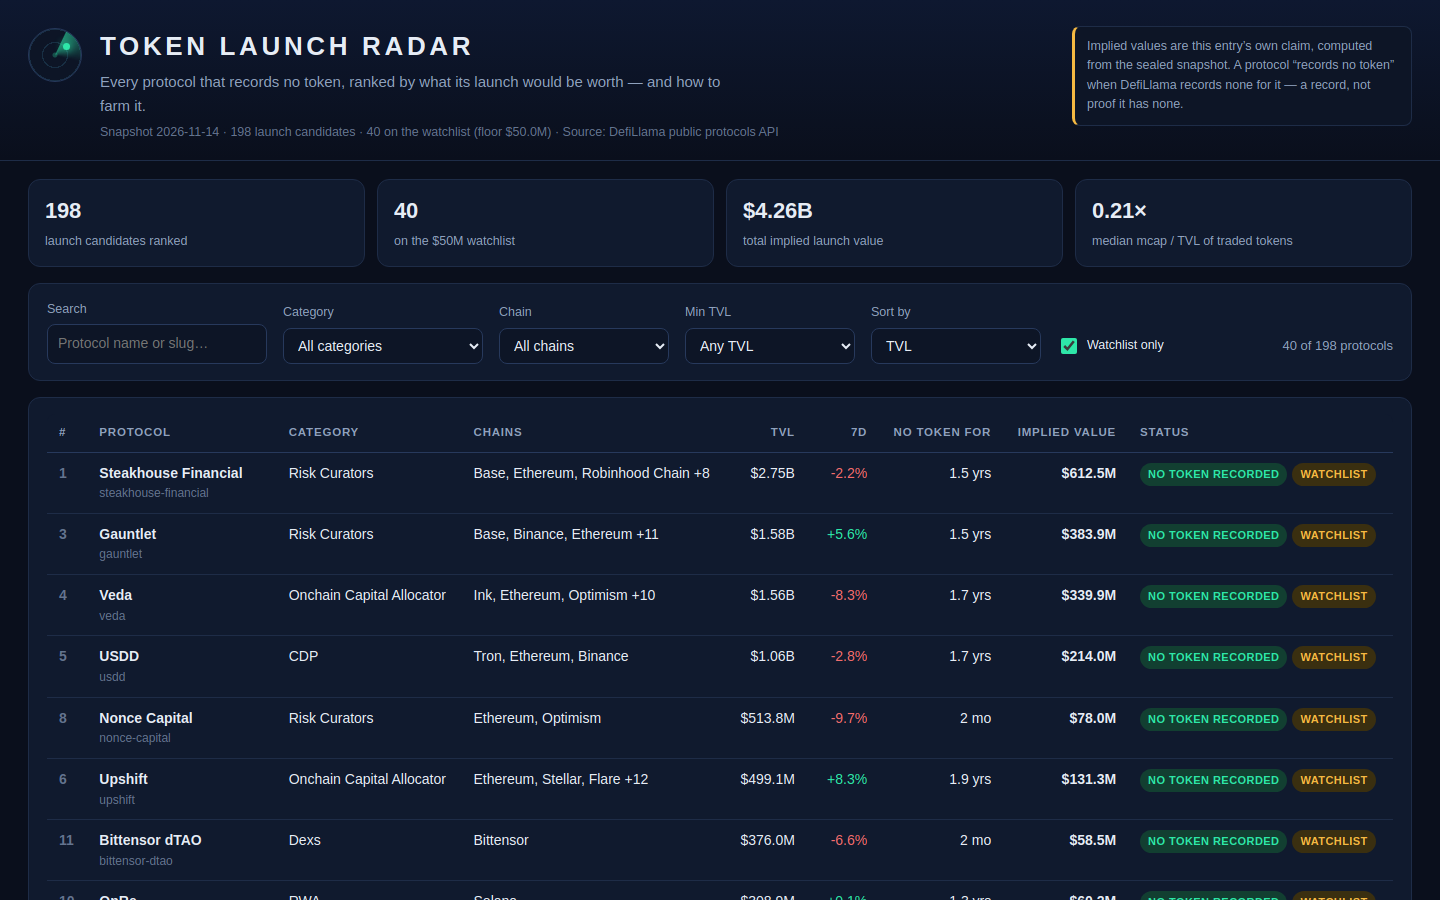 TOKEN LAUNCH RADAR
Every protocol that records no token, ranked by what its launch would be worth — and how to
farm it.
Snapshot 2026-11-14 · 198 launch candidates · 40 on the watchlist (floor $50.0M) · Source: DefiLlama public protocols API
Implied values are this entry’s own claim, computed
from the sealed snapshot. A protocol “records no token”
when DefiLlama records none for it — a record, not
proof it has none.
198
launch candidates ranked
40
on the $50M watchlist
$4.26B
total implied launch value
0.21×
median mcap / TVL of traded tokens
Search
Category
Chain
Min TVL
Sort by
Protocol name or slug…
All categories
All chains
Any TVL
TVL
Watchlist only
40 of 198 protocols
# PROTOCOL CATEGORY CHAINS TVL 7D NO TOKEN FOR IMPLIED VALUE STATUS
1 Steakhouse Financial Risk Curators Base, Ethereum, Robinhood Chain +8 $2.75B -2.2% 1.5 yrs $612.5M NO TOKEN RECORDED WATCHLIST
steakhouse-financial
3 Gauntlet Risk Curators Base, Binance, Ethereum +11 $1.58B +5.6% 1.5 yrs $383.9M NO TOKEN RECORDED WATCHLIST
gauntlet
4 Veda Onchain Capital Allocator Ink, Ethereum, Optimism +10 $1.56B -8.3% 1.7 yrs $339.9M NO TOKEN RECORDED WATCHLIST
veda
5 USDD CDP Tron, Ethereum, Binance $1.06B -2.8% 1.7 yrs $214.0M NO TOKEN RECORDED WATCHLIST
usdd
8 Nonce Capital Risk Curators Ethereum, Optimism $513.8M -9.7% 2 mo $78.0M NO TOKEN RECORDED WATCHLIST
nonce-capital
6 Upshift Onchain Capital Allocator Ethereum, Stellar, Flare +12 $499.1M +8.3% 1.9 yrs $131.3M NO TOKEN RECORDED WATCHLIST
upshift
11 Bittensor dTAO Dexs Bittensor $376.0M -6.6% 2 mo $58.5M NO TOKEN RECORDED WATCHLIST
bittensor-dtao